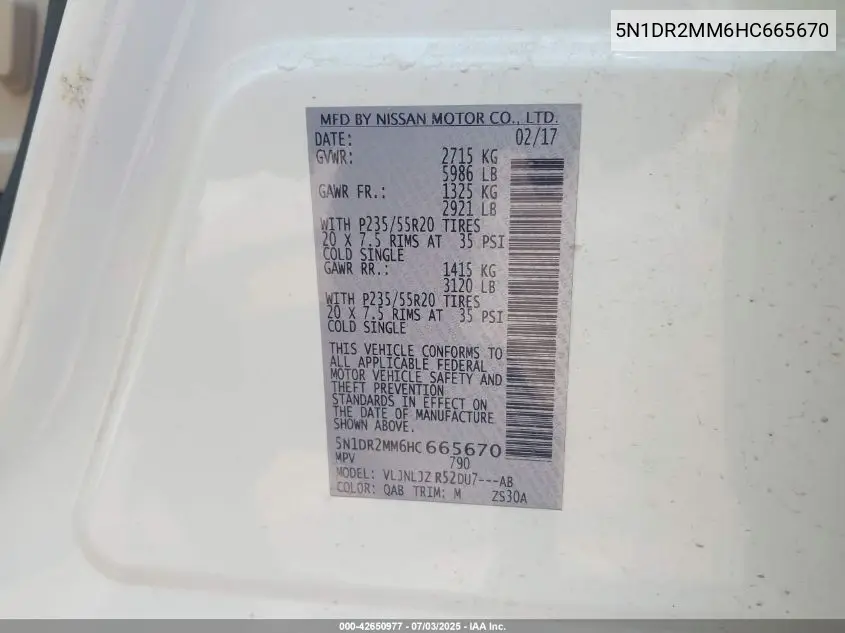 5N1DR2MM6HC665670
MFD BY NISSAN MOTOR CO., LTD.
DATE: 02/17
GVWR: 2715 KG
5986 LB
GAWR FR.: 1325 KG
2921 LB
WITH P235/55R20 TIRES
20 X 7.5 RIMS AT 35 PSI
COLD SINGLE
GAWR RR.: 1415 KG
3120 LB
WITH P235/55R20 TIRES
20 X 7.5 RIMS AT 35 PSI
COLD SINGLE
THIS VEHICLE CONFORMS TO
ALL APPLICABLE FEDERAL
MOTOR VEHICLE SAFETY AND
THEFT PREVENTION
STANDARDS IN EFFECT ON
THE DATE OF MANUFACTURE
SHOWN ABOVE.
5N1DR2MM6HC 665670
MPV 790
MODEL: VLJNLJZ R52DU7---AB
COLOR: QAB TRIM: M ZS30A
000-42650977 - 07/03/2025 - IAA Inc.